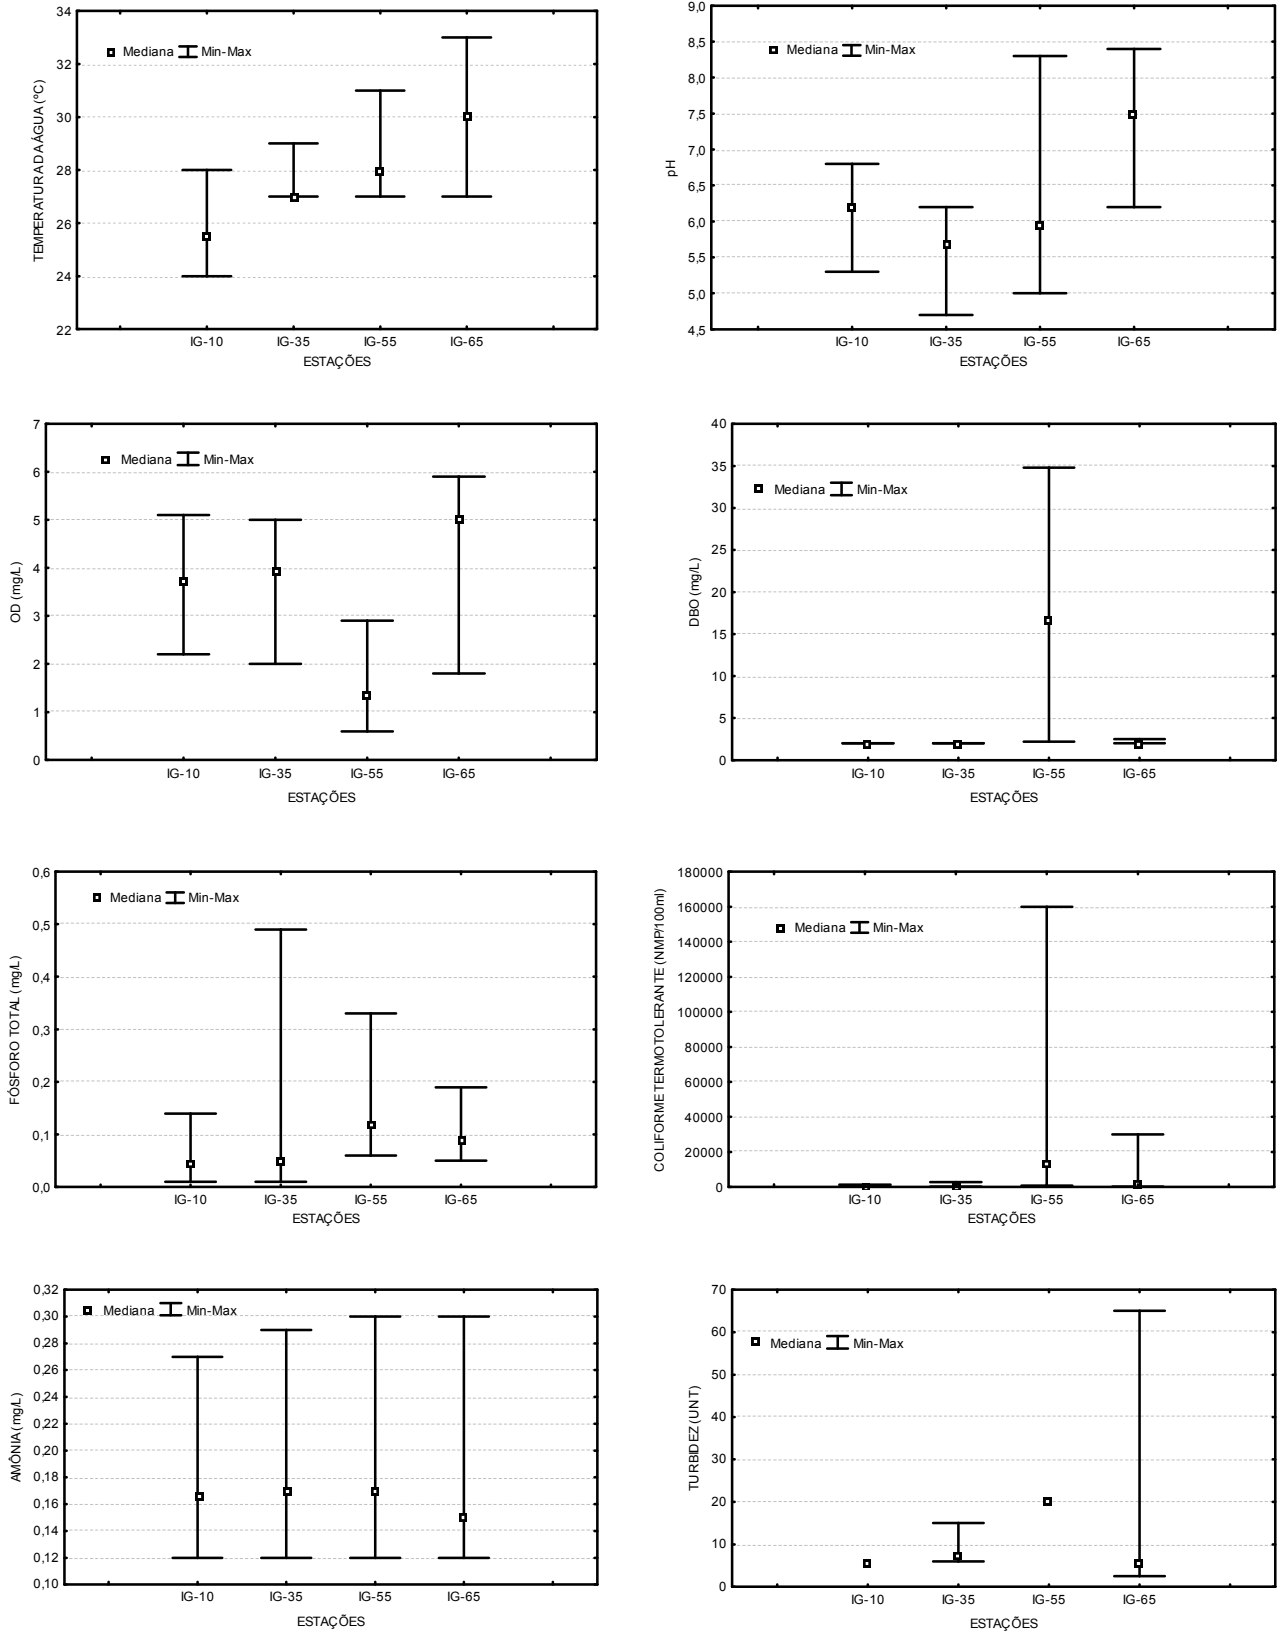 34
32
30
28
26
24
22
TEMPERATURA DA ÁGUA (ºC)
Mediana Min-Max
IG-10 IG-35 IG-55 IG-65
ESTAÇÕES
9,0
8,5
8,0
7,5
7,0
6,5
6,0
5,5
5,0
4,5
pH
Mediana Min-Max
IG-10 IG-35 IG-55 IG-65
ESTAÇÕES
7
6
5
4
3
2
1
0
OD (mg/L)
Mediana Min-Max
IG-10 IG-35 IG-55 IG-65
ESTAÇÕES
40
35
30
25
20
15
10
5
0
DBO (mg/L)
Mediana Min-Max
IG-10 IG-35 IG-55 IG-65
ESTAÇÕES
0,6
0,5
0,4
0,3
0,2
0,1
0,0
FÓSFORO TOTAL (mg/L)
Mediana Min-Max
IG-10 IG-35 IG-55 IG-65
ESTAÇÕES
180000
160000
140000
120000
100000
80000
60000
40000
20000
0
COLIFORME TERMOTOLERANTE (NMP/100ml)
Mediana Min-Max
IG-10 IG-35 IG-55 IG-65
ESTAÇÕES
0,32
0,30
0,28
0,26
0,24
0,22
0,20
0,18
0,16
0,14
0,12
0,10
AMÔNIA (mg/L)
Mediana Min-Max
IG-10 IG-35 IG-55 IG-65
ESTAÇÕES
70
60
50
40
30
20
10
0
TURBIDEZ (UNT)
Mediana Min-Max
IG-10 IG-35 IG-55 IG-65
ESTAÇÕES